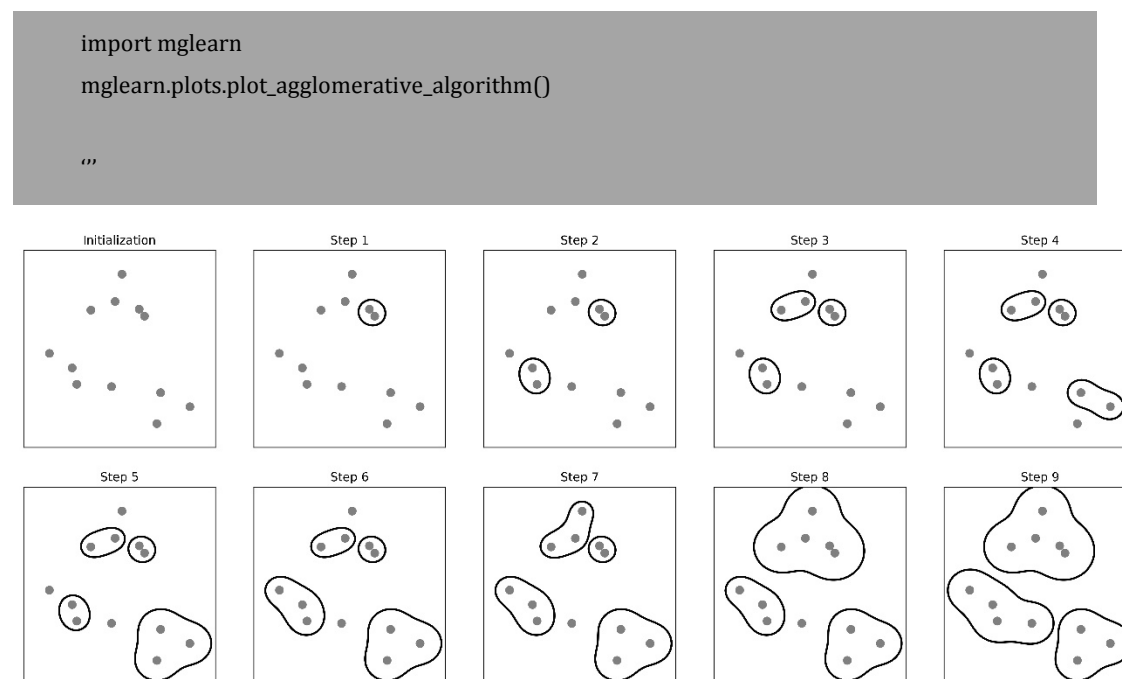 import mglearn
mglearn.plots.plot_agglomerative_algorithm()
‘’’
Initialization
Step 1
Step 2
Step 3
Step 4
Step 5
Step 6
Step 7
Step 8
Step 9